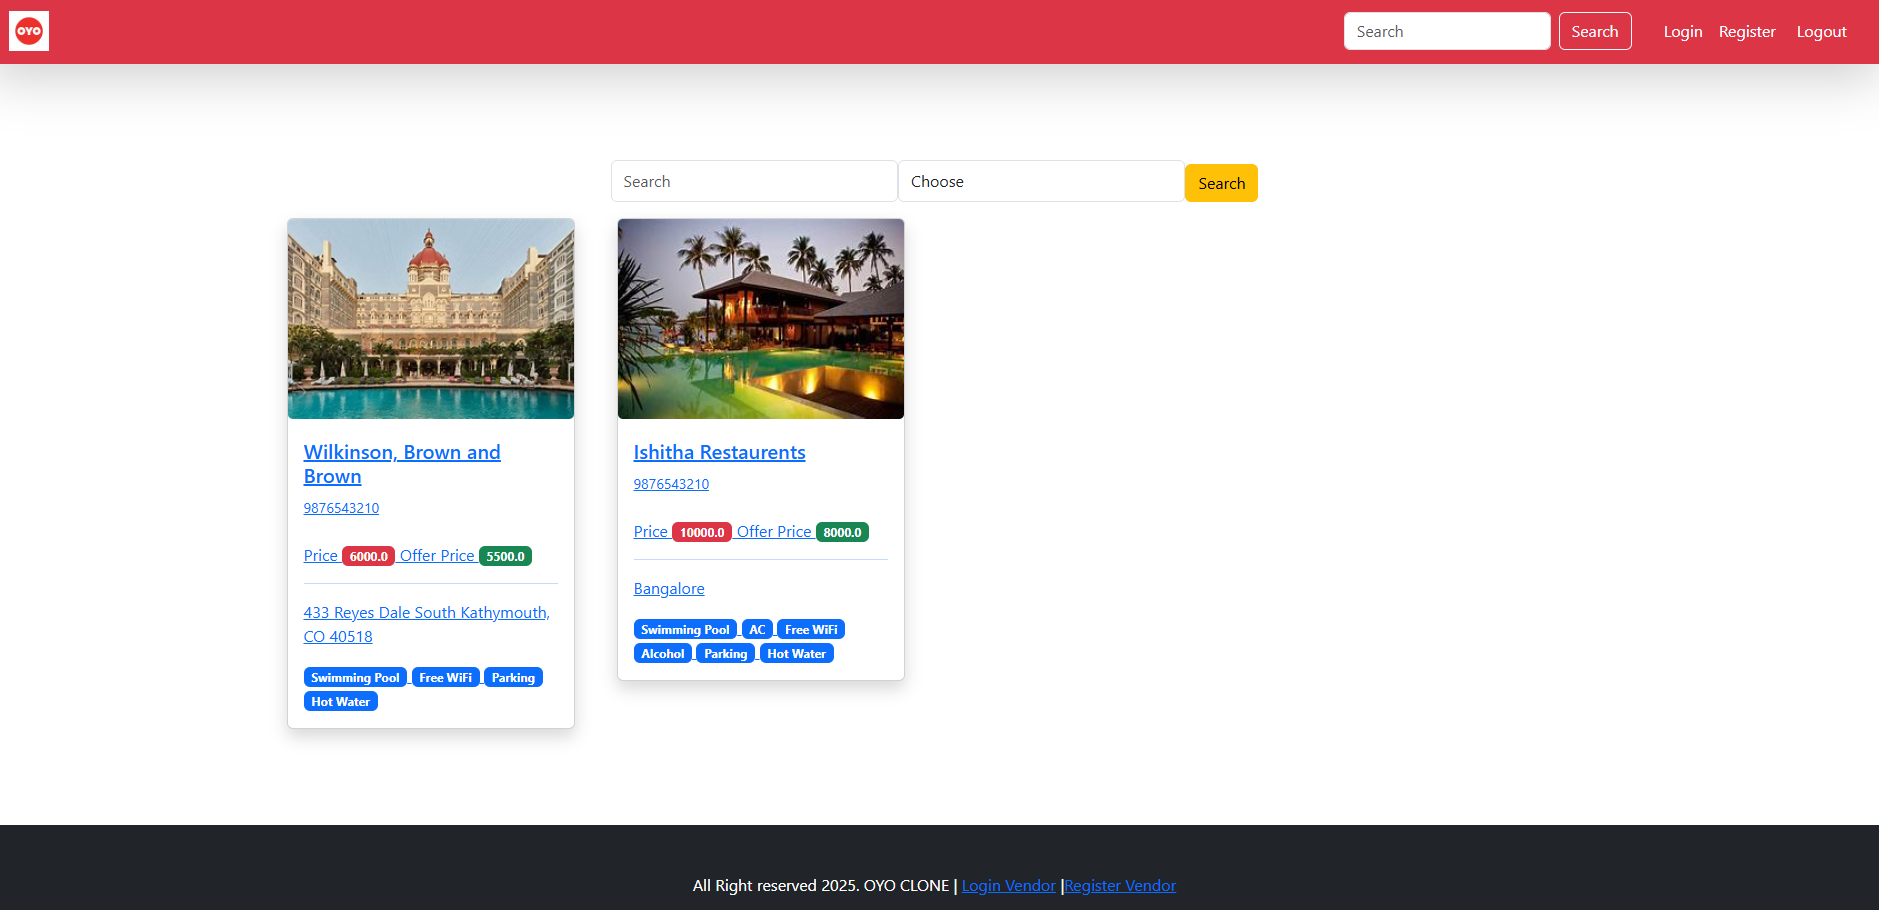 OYO
Search Search Login Register Logout
Search Choose Search
Wilkinson, Brown and
Brown
9876543210
Price 6000.0 Offer Price 5500.0
433 Reyes Dale South Kathymouth,
CO 40518
Swimming Pool Free WiFi Parking
Hot Water
Ishitha Restaurents
9876543210
Price 10000.0 Offer Price 8000.0
Bangalore
Swimming Pool AC Free WiFi
Alcohol Parking Hot Water
All Right reserved 2025. OYO CLONE | Login Vendor |Register Vendor